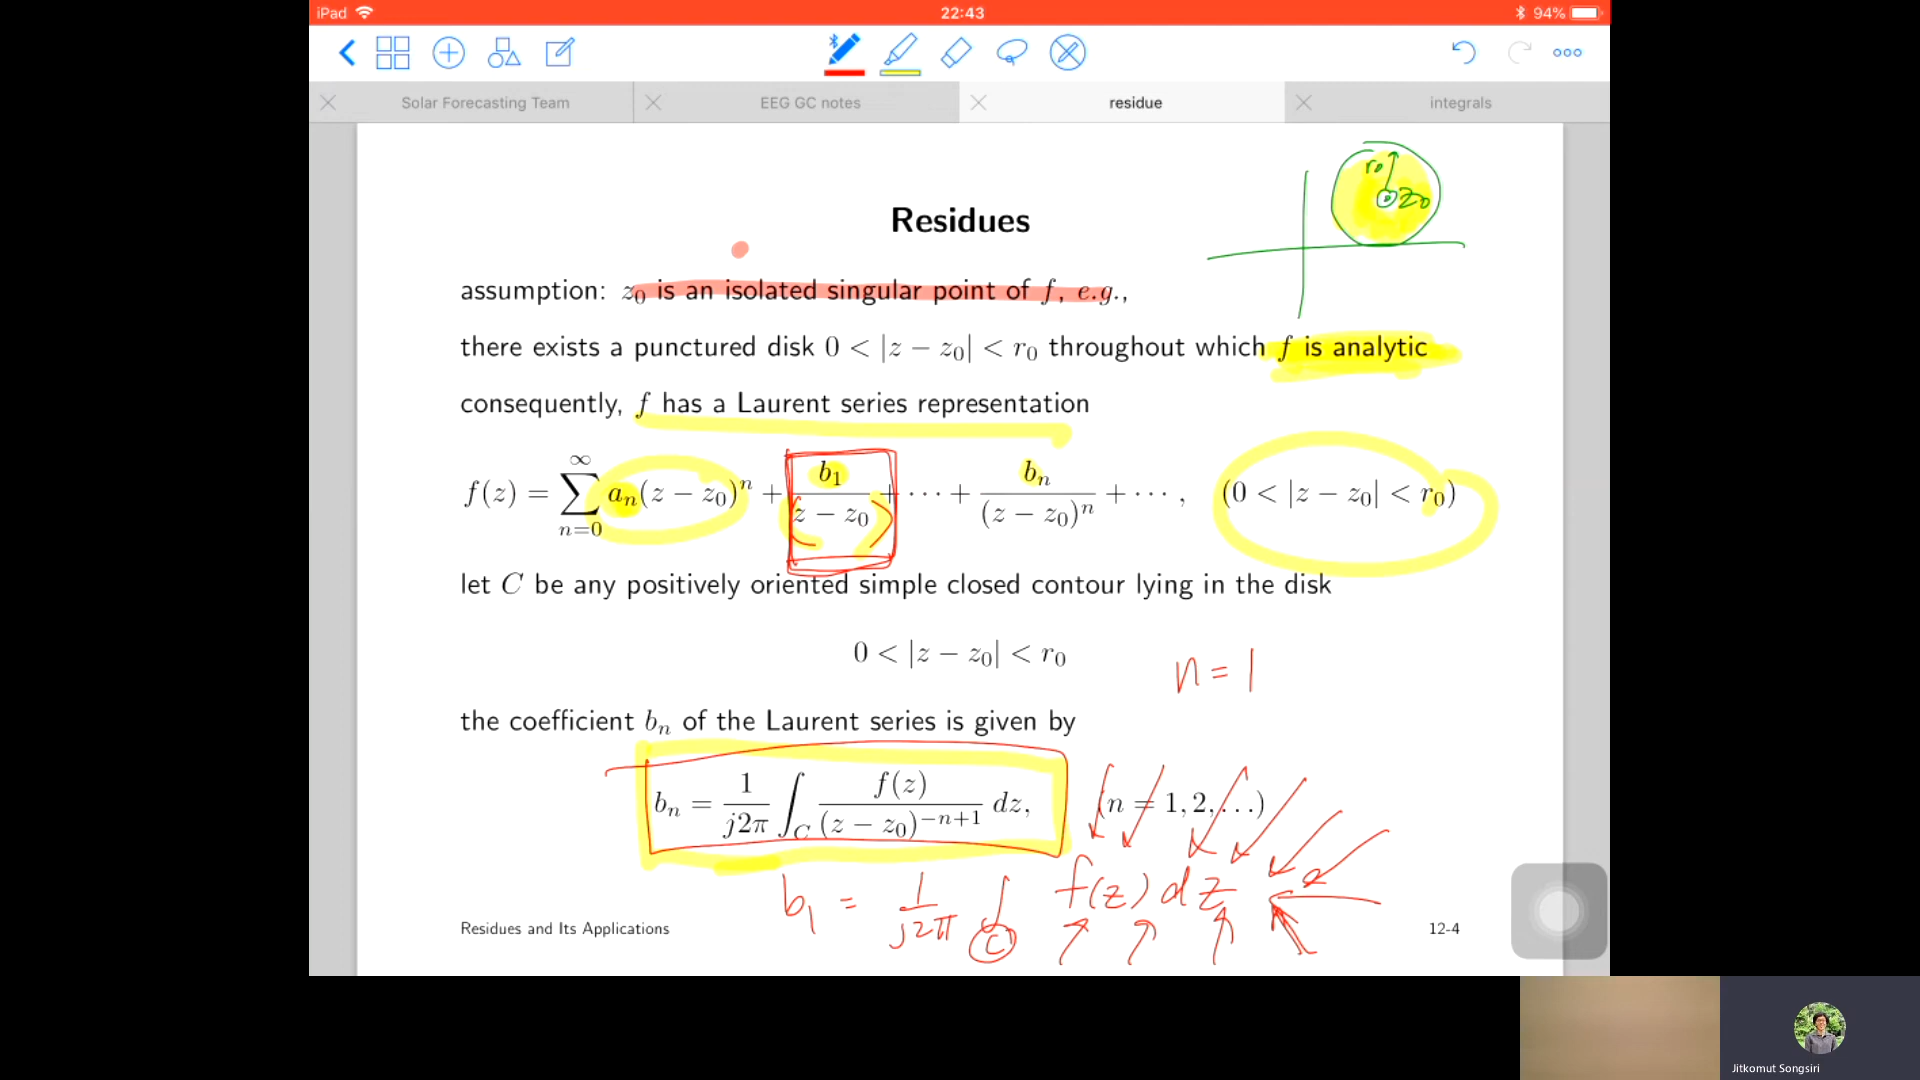 iPad 22:43 94%
Solar Forecasting Team EEG GC notes residue integrals
r₀
z₀
Residues
assumption: z₀ is an isolated singular point of f, e.g.,
there exists a punctured disk 0 < |z − z₀| < r₀ throughout which f is analytic
consequently, f has a Laurent series representation
f(z) = ∑_{n=0}^{∞} aₙ(z − z₀)ⁿ + b₁/(z − z₀) + ⋯ + bₙ/(z − z₀)ⁿ + ⋯ , (0 < |z − z₀| < r₀)
let C be any positively oriented simple closed contour lying in the disk
0 < |z − z₀| < r₀
n = 1
the coefficient bₙ of the Laurent series is given by
bₙ = 1/(j2π) ∫_C f(z)/(z − z₀)^{−n+1} dz, (n = 1, 2, . . .)
b₁ = 1/(j2π) ∫_C f(z) dz
Residues and Its Applications 12-4
Jitkomut Songsiri